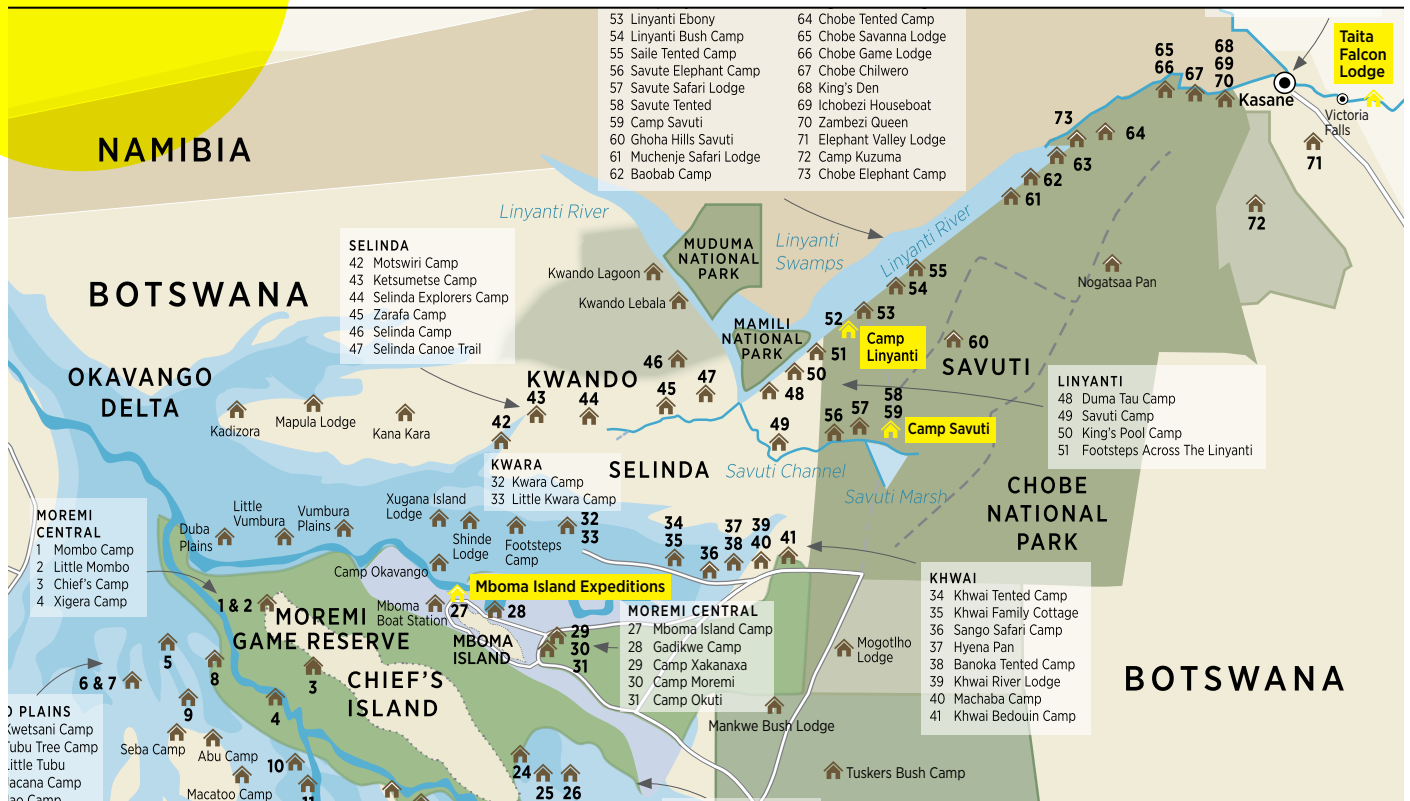 53 Linyanti Ebony
54 Linyanti Bush Camp
55 Saile Tented Camp
56 Savute Elephant Camp
57 Savute Safari Lodge
58 Savute Tented
59 Camp Savuti
60 Ghoha Hills Savuti
61 Muchenje Safari Lodge
62 Baobab Camp
64 Chobe Tented Camp
65 Chobe Savanna Lodge
66 Chobe Game Lodge
67 Chobe Chilwero
68 King's Den
69 Ichobezi Houseboat
70 Zambezi Queen
71 Elephant Valley Lodge
72 Camp Kuzuma
73 Chobe Elephant Camp
Taita
Falcon
Lodge
65
66
67
68
69
70
Kasane
Victoria
Falls
71
NAMIBIA
73
64
63
62
61
72
Linyanti River
Linyanti
Swamps
Linyanti River
MUDUMA
NATIONAL
PARK
SELINDA
42 Motswiri Camp
43 Ketsumetse Camp
44 Selinda Explorers Camp
45 Zarafa Camp
46 Selinda Camp
47 Selinda Canoe Trail
Kwando Lagoon
Kwando Lebala
55
54
Nogatsaa Pan
BOTSWANA
53
52
Camp
Linyanti
MAMILI
NATIONAL
PARK
51
60
SAVUTI
50
48
46
47
45
KWANDO
43
44
42
OKAVANGO
DELTA
Kadizora
Mapula Lodge
Kana Kara
LINYANTI
48 Duma Tau Camp
49 Savuti Camp
50 King's Pool Camp
51 Footsteps Across The Linyanti
58
59
57
56
Camp Savuti
49
SELINDA
Savuti Channel
Savuti Marsh
KWARA
32 Kwara Camp
33 Little Kwara Camp
CHOBE
NATIONAL
PARK
MOREMI
CENTRAL
1 Mombo Camp
2 Little Mombo
3 Chief's Camp
4 Xigera Camp
Duba
Plains
Little
Vumbura
Vumbura
Plains
Xugana Island
Lodge
Shinde
Lodge
Footsteps
Camp
32
33
34
35
36
37
38
39
40
41
Camp Okavango
Mboma Island Expeditions
1 & 2
MOREMI
GAME RESERVE
Mboma
Boat Station
27
28
MBOMA
ISLAND
29
30
31
MOREMI CENTRAL
27 Mboma Island Camp
28 Gadikwe Camp
29 Camp Xakanaxa
30 Camp Moremi
31 Camp Okuti
KHWAI
34 Khwai Tented Camp
35 Khwai Family Cottage
36 Sango Safari Camp
37 Hyena Pan
38 Banoka Tented Camp
39 Khwai River Lodge
40 Machaba Camp
41 Khwai Bedouin Camp
Mogotlho
Lodge
BOTSWANA
5
6 & 7
8
9
3
4
CHIEF'S
ISLAND
PLAINS
Kwetsani Camp
Tubu Tree Camp
Little Tubu
Jacana Camp
Camp
Seba Camp
Abu Camp
Macatoo Camp
10
11
24
25
26
Mankwe Bush Lodge
Tuskers Bush Camp